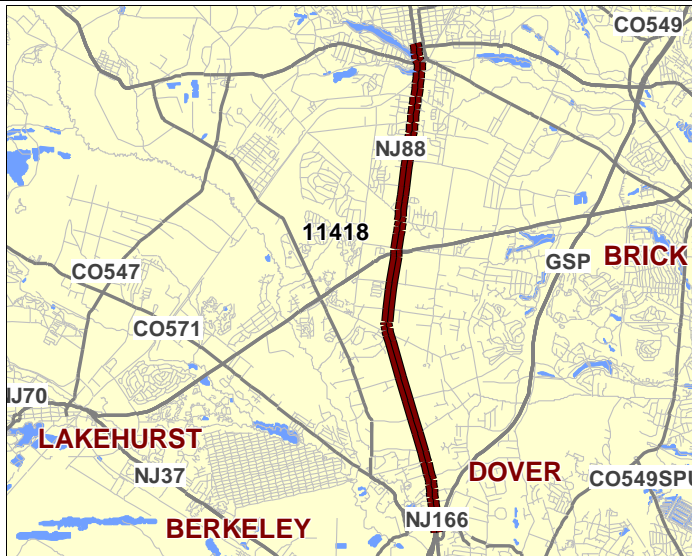 CO549
NJ88
11418
BRICK
GSP
CO547
CO571
NJ70
LAKEHURST
DOVER
NJ37
CO549SPU
NJ166
BERKELEY